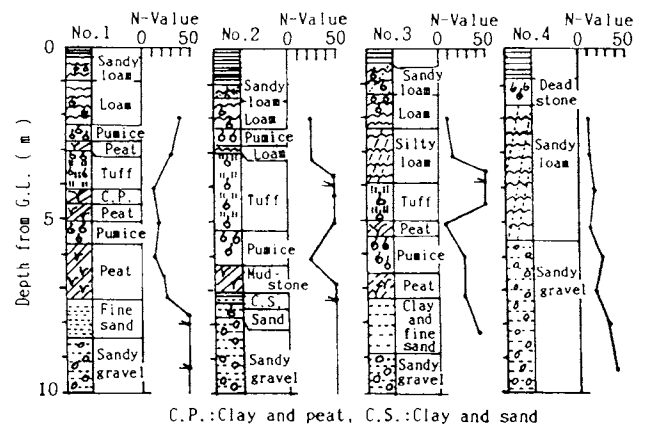 N-Value N-Value N-Value N-Value
No.1 0 50 No.2 0 50 No.3 0 50 No.4 0 50
Depth from G.L. ( m )
0
5
10
Sandy
loam
Loam
Pumice
Peat
Tuff
C.P.
Peat
Pumice
Peat
Fine
sand
Sandy
gravel
Sandy
loam
Loam
Pumice
Loam
Tuff
Pumice
Mud-
stone
C.S.
Sand
Sandy
gravel
Sandy
loam
Loam
Silty
loam
Tuff
Peat
Pumice
Peat
Clay
and
fine
sand
Sandy
gravel
Dead
stone
Sandy
loam
Sandy
gravel
C.P.:Clay and peat, C.S.:Clay and sand